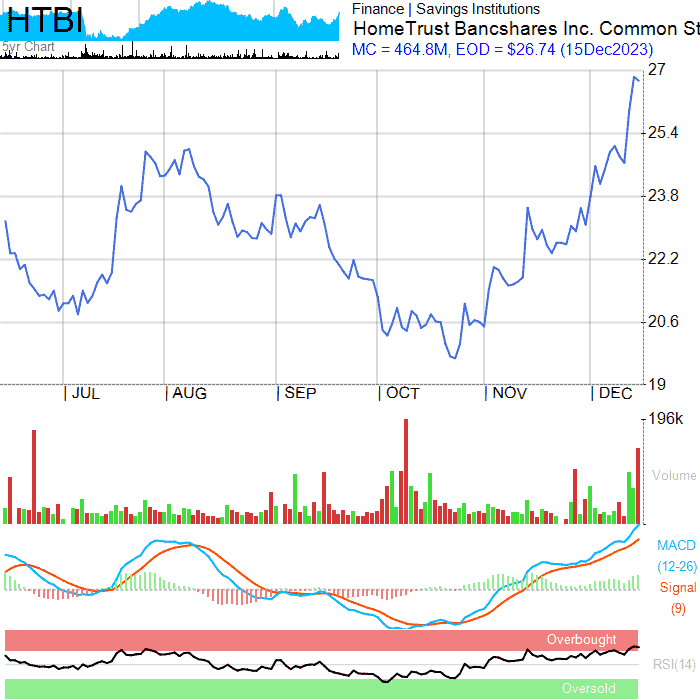 HTBI
5yr Chart
Finance | Savings Institutions
HomeTrust Bancshares Inc. Common St
MC = 464.8M, EOD = $26.74 (15Dec2023)
27
25.4
23.8
22.2
20.6
19
| JUL | AUG | SEP | OCT | NOV | DEC
196k
Volume
MACD
(12-26)
Signal
(9)
Overbought
RSI(14)
Oversold